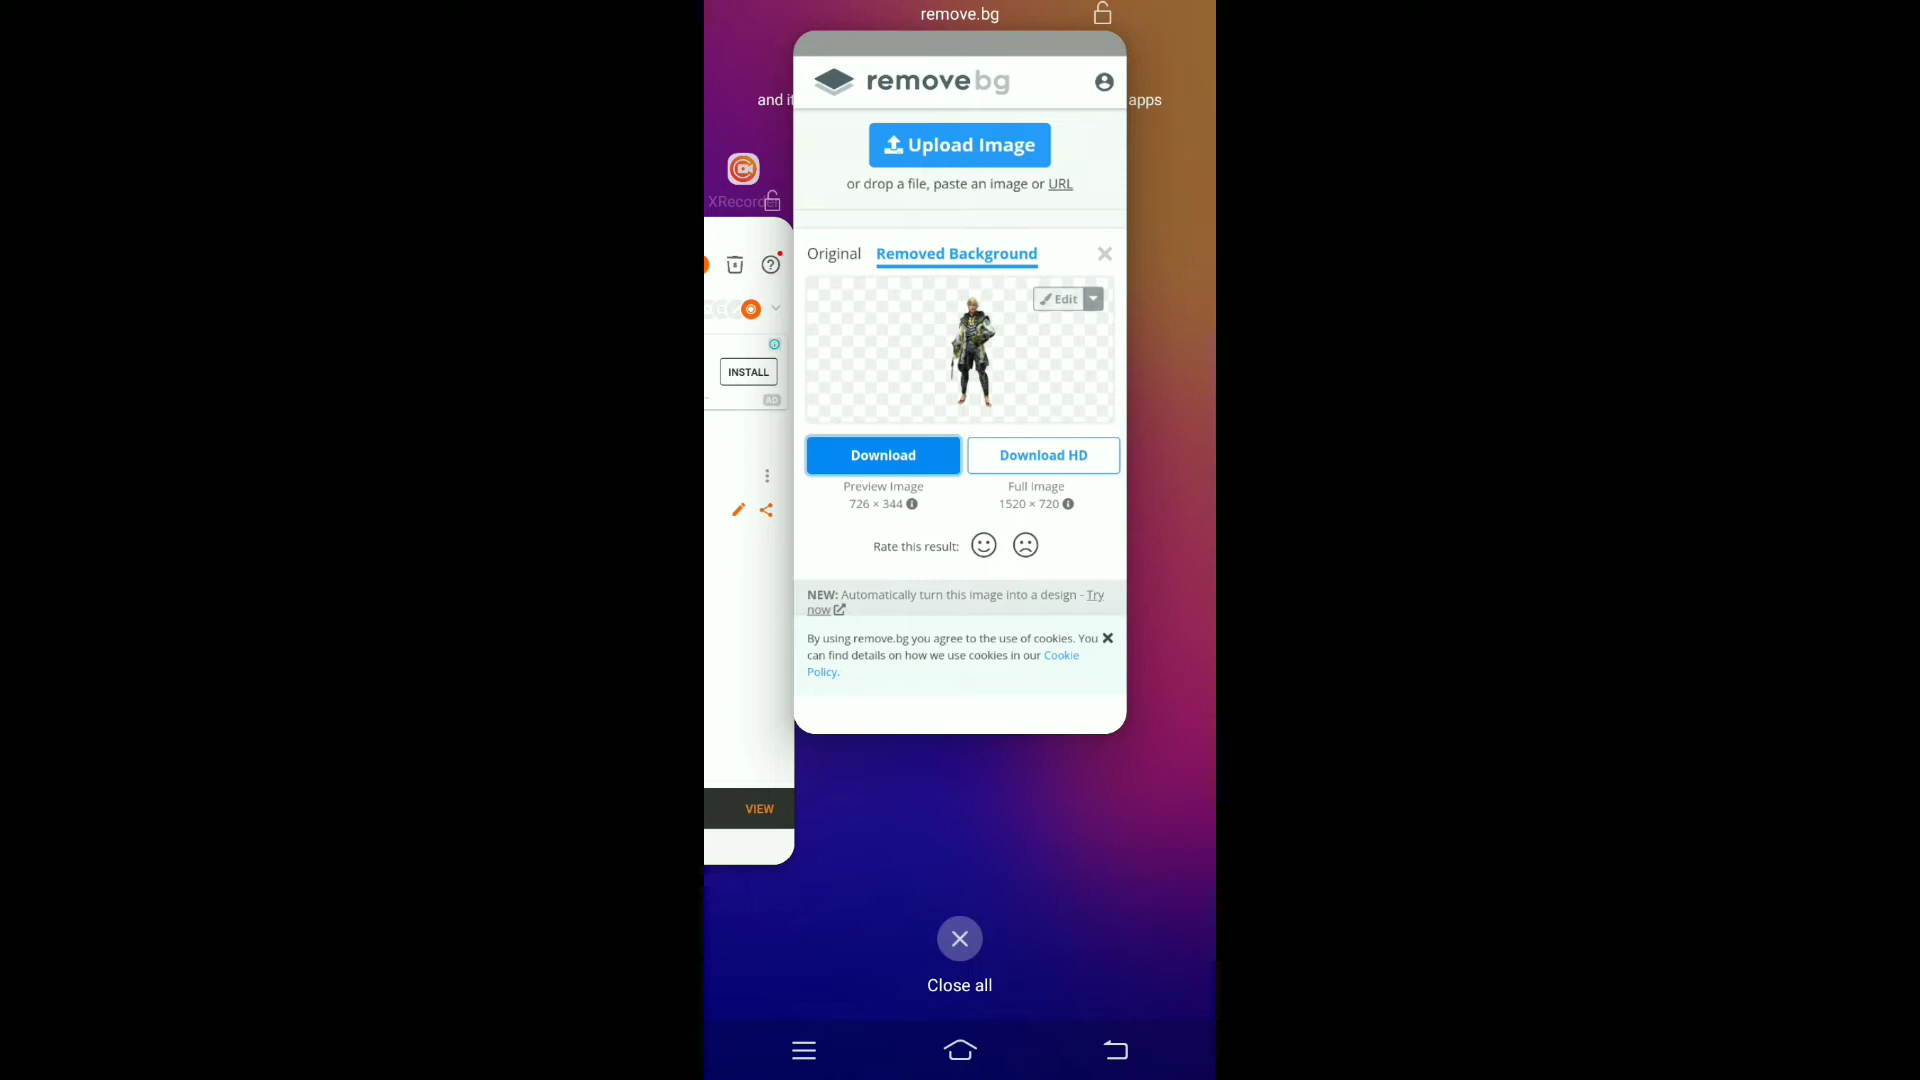 remove.bg
and it
apps
removebg
Upload Image
or drop a file, paste an image or URL
XRecorder
Original Removed Background
Edit
INSTALL
AD
Download Download HD
Preview Image Full Image
726 × 344 1520 × 720
Rate this result:
NEW: Automatically turn this image into a design - Try
now
By using remove.bg you agree to the use of cookies. You
can find details on how we use cookies in our Cookie
Policy.
VIEW
Close all